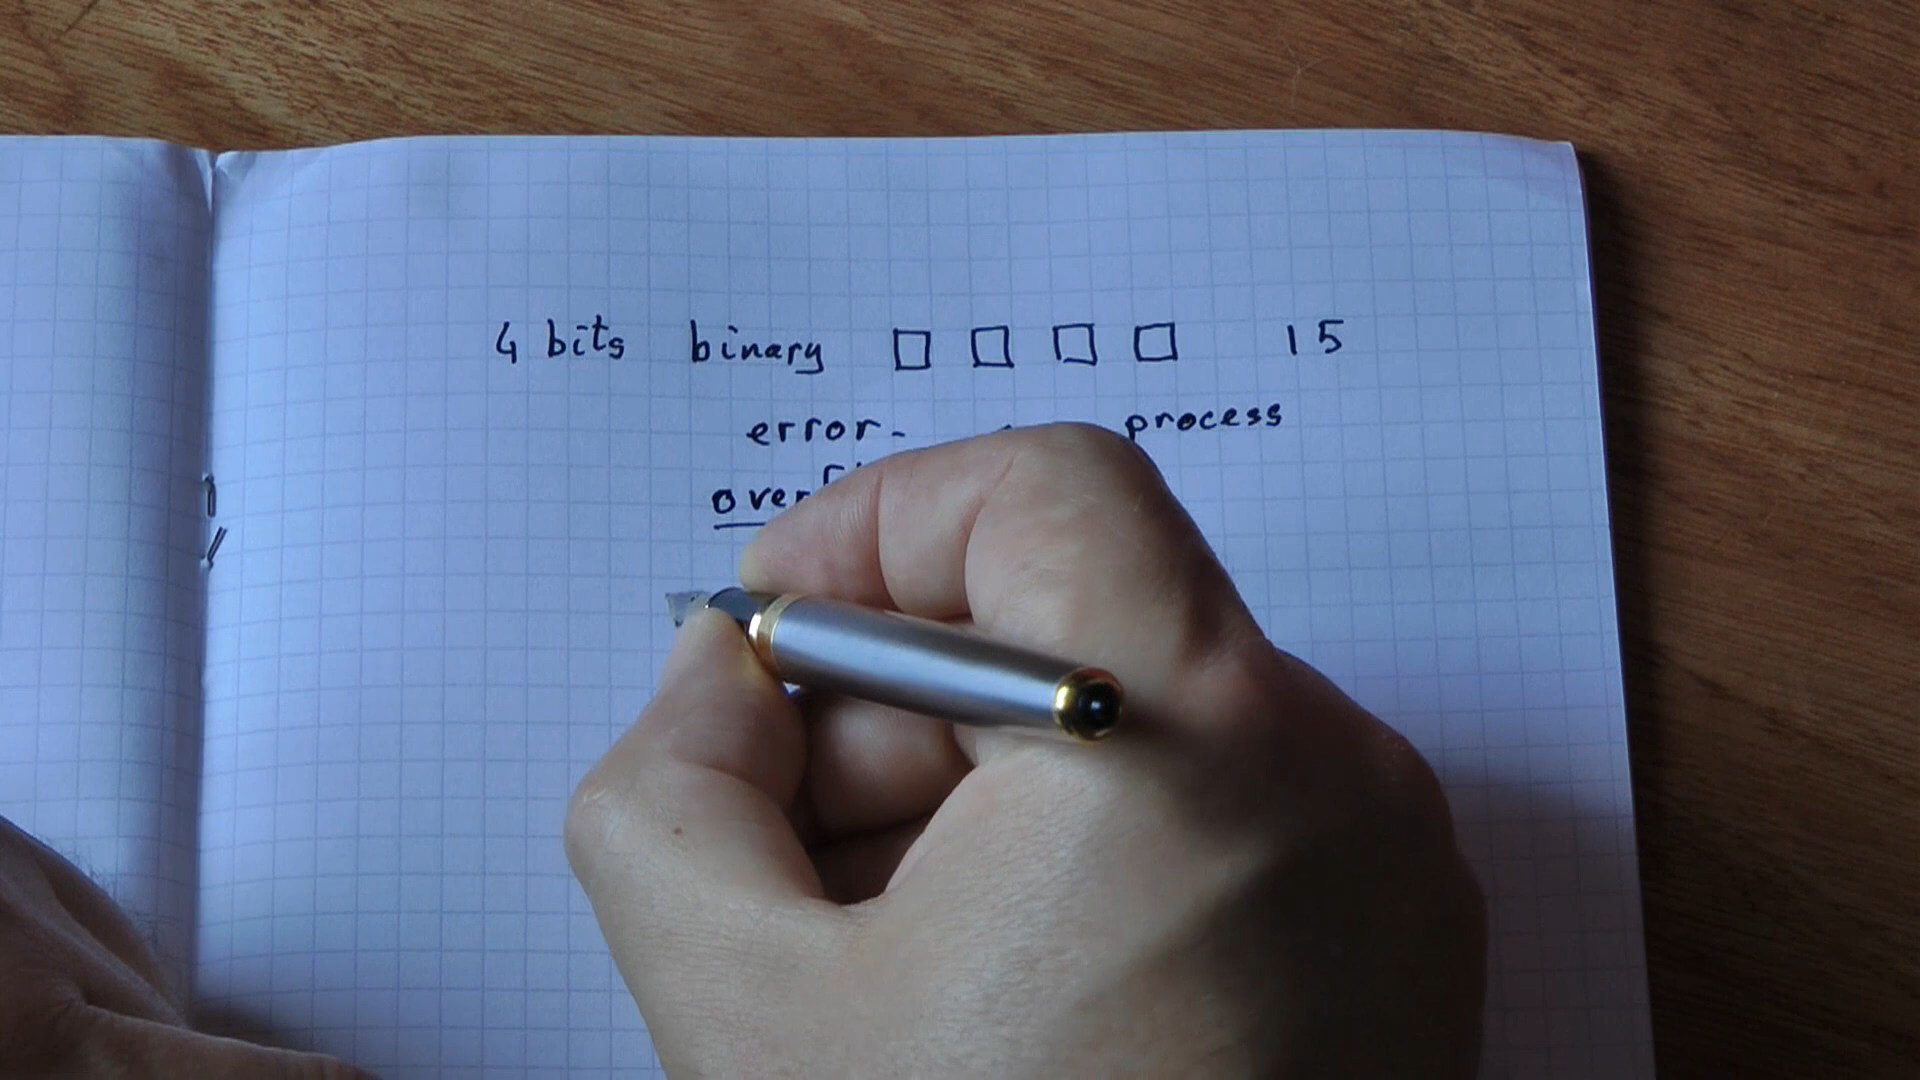 4 bits binary □ □ □ □ 15
error- process